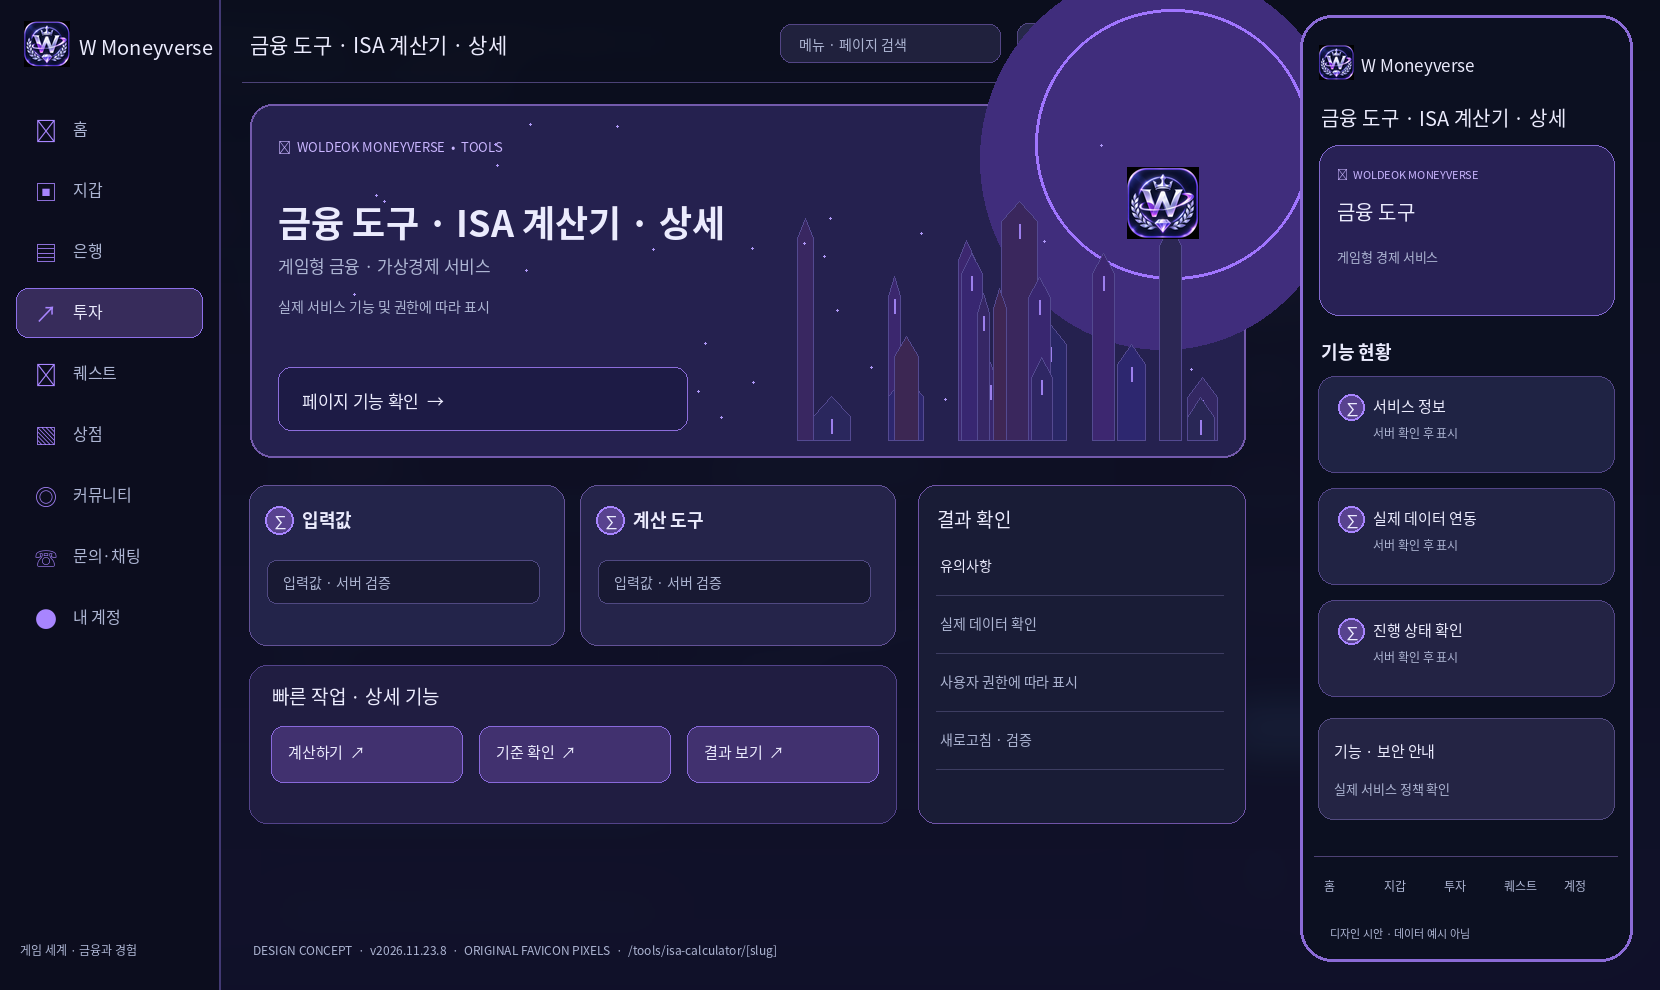 W Moneyverse
홈
지갑
은행
투자
퀘스트
상점
커뮤니티
문의·채팅
내 계정
게임 세계 · 금융과 경험
금융 도구 · ISA 계산기 · 상세
메뉴 · 페이지 검색
WOLDEOK MONEYVERSE • TOOLS
금융 도구 · ISA 계산기 · 상세
게임형 금융 · 가상경제 서비스
실제 서비스 기능 및 권한에 따라 표시
페이지 기능 확인 →
∑ 입력값
입력값 · 서버 검증
∑ 계산 도구
입력값 · 서버 검증
결과 확인
유의사항
실제 데이터 확인
사용자 권한에 따라 표시
새로고침 · 검증
빠른 작업 · 상세 기능
계산하기 ↗
기준 확인 ↗
결과 보기 ↗
DESIGN CONCEPT · v2026.11.23.8 · ORIGINAL FAVICON PIXELS · /tools/isa-calculator/[slug]
W Moneyverse
금융 도구 · ISA 계산기 · 상세
WOLDEOK MONEYVERSE
금융 도구
게임형 경제 서비스
기능 현황
∑ 서비스 정보
서버 확인 후 표시
∑ 실제 데이터 연동
서버 확인 후 표시
∑ 진행 상태 확인
서버 확인 후 표시
기능 · 보안 안내
실제 서비스 정책 확인
홈 지갑 투자 퀘스트 계정
디자인 시안 · 데이터 예시 아님